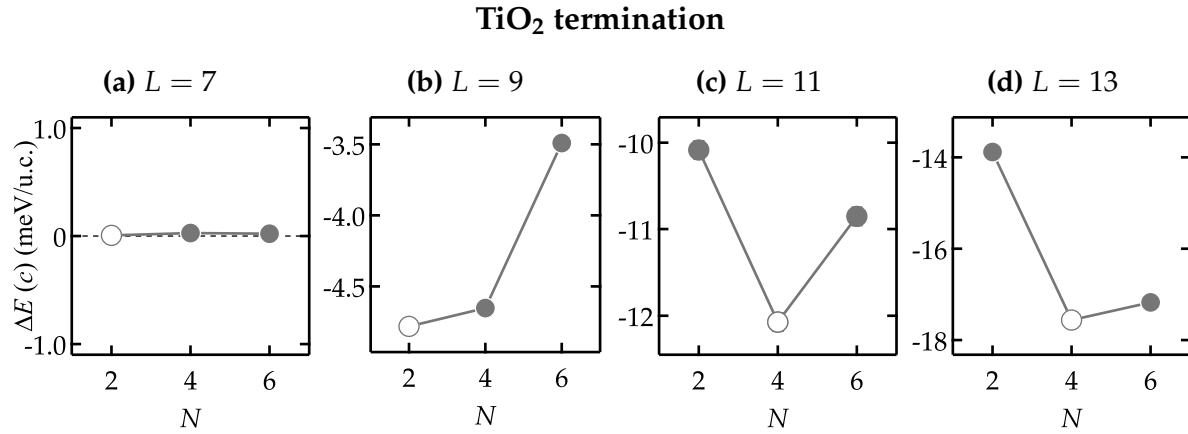 TiO₂ termination
(a) L = 7
(b) L = 9
(c) L = 11
(d) L = 13
ΔE (c) (meV/u.c.)
1.0
0
-1.0
2 4 6
N
-3.5
-4.0
-4.5
2 4 6
N
-10
-11
-12
2 4 6
N
-14
-16
-18
2 4 6
N